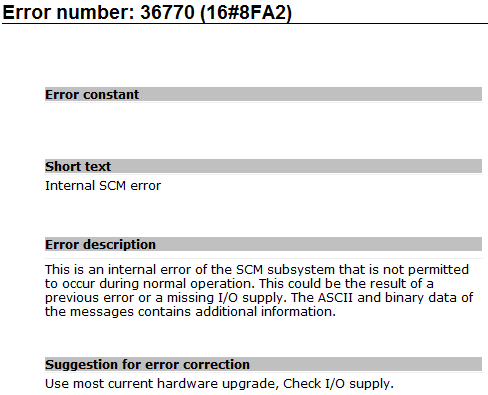 Error number: 36770 (16#8FA2)
Error constant
Short text
Internal SCM error
Error description
This is an internal error of the SCM subsystem that is not permitted
to occur during normal operation. This could be the result of a
previous error or a missing I/O supply. The ASCII and binary data of
the messages contains additional information.
Suggestion for error correction
Use most current hardware upgrade, Check I/O supply.